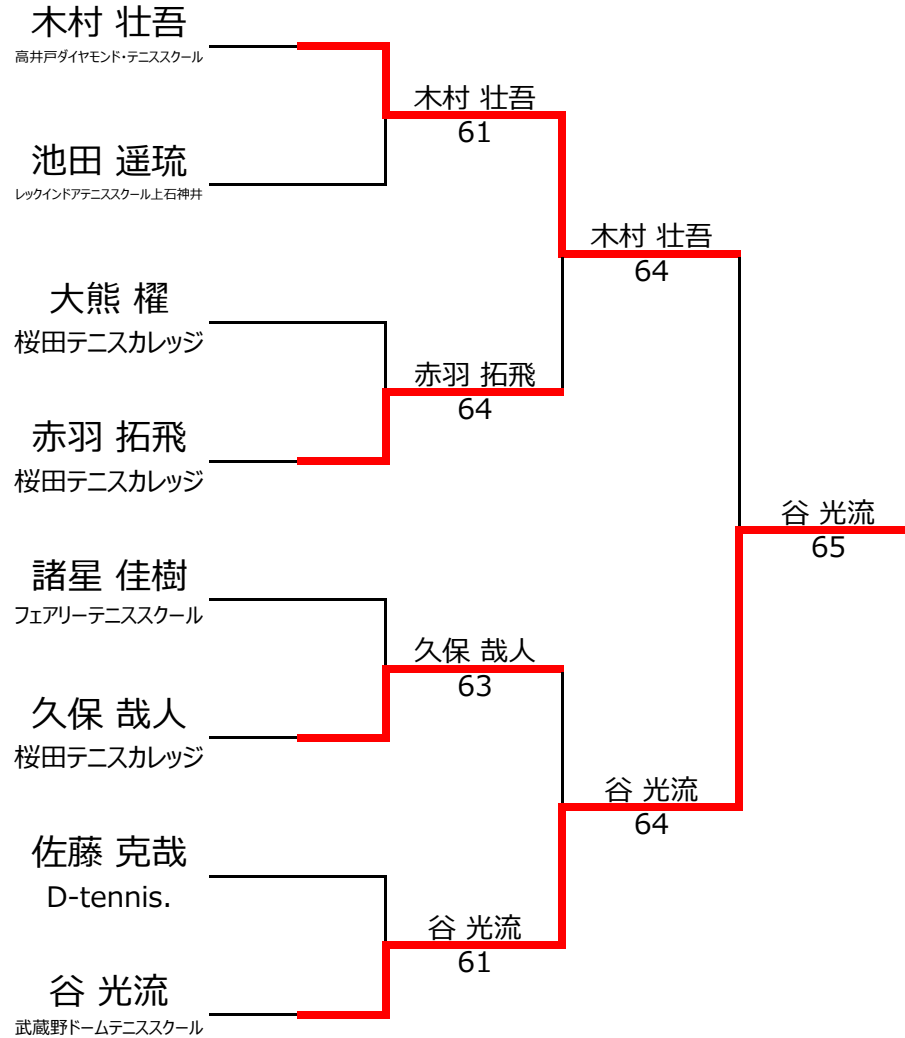 木村 壮吾
高井戸ダイヤモンド・テニススクール
木村 壮吾
61
池田 遥琉
レックインドアテニススクール上石神井
木村 壮吾
64
大熊 櫂
桜田テニスカレッジ
赤羽 拓飛
64
赤羽 拓飛
桜田テニスカレッジ
谷 光流
65
諸星 佳樹
フェアリーテニススクール
久保 哉人
63
久保 哉人
桜田テニスカレッジ
谷 光流
64
佐藤 克哉
D-tennis.
谷 光流
61
谷 光流
武蔵野ドームテニススクール